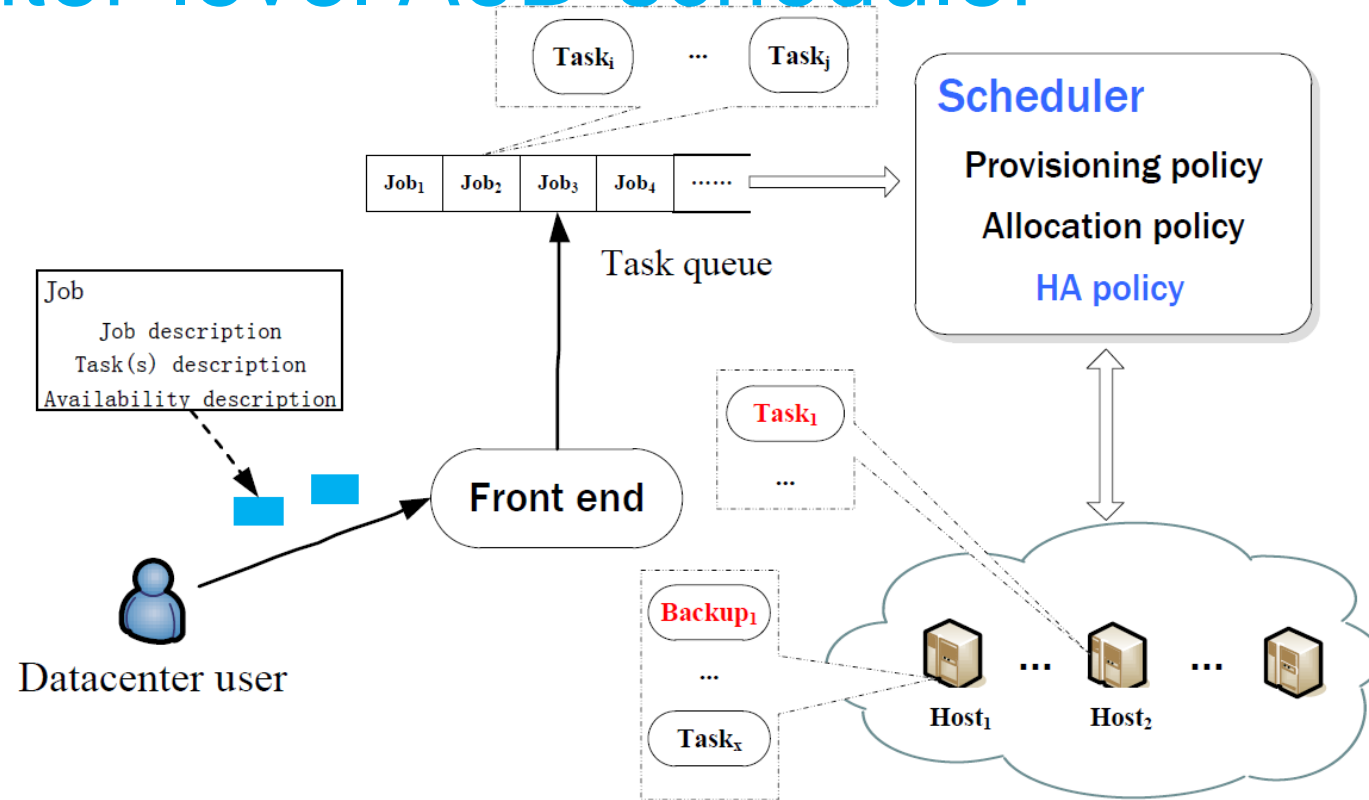 Task_i ... Task_j
Scheduler
Provisioning policy
Allocation policy
HA policy
Job_1 Job_2 Job_3 Job_4 ......
Task queue
Job
Job description
Task(s) description
Availability description
Task_1
...
Front end
Datacenter user
Backup_1
...
Task_x
... ...
Host_1 Host_2